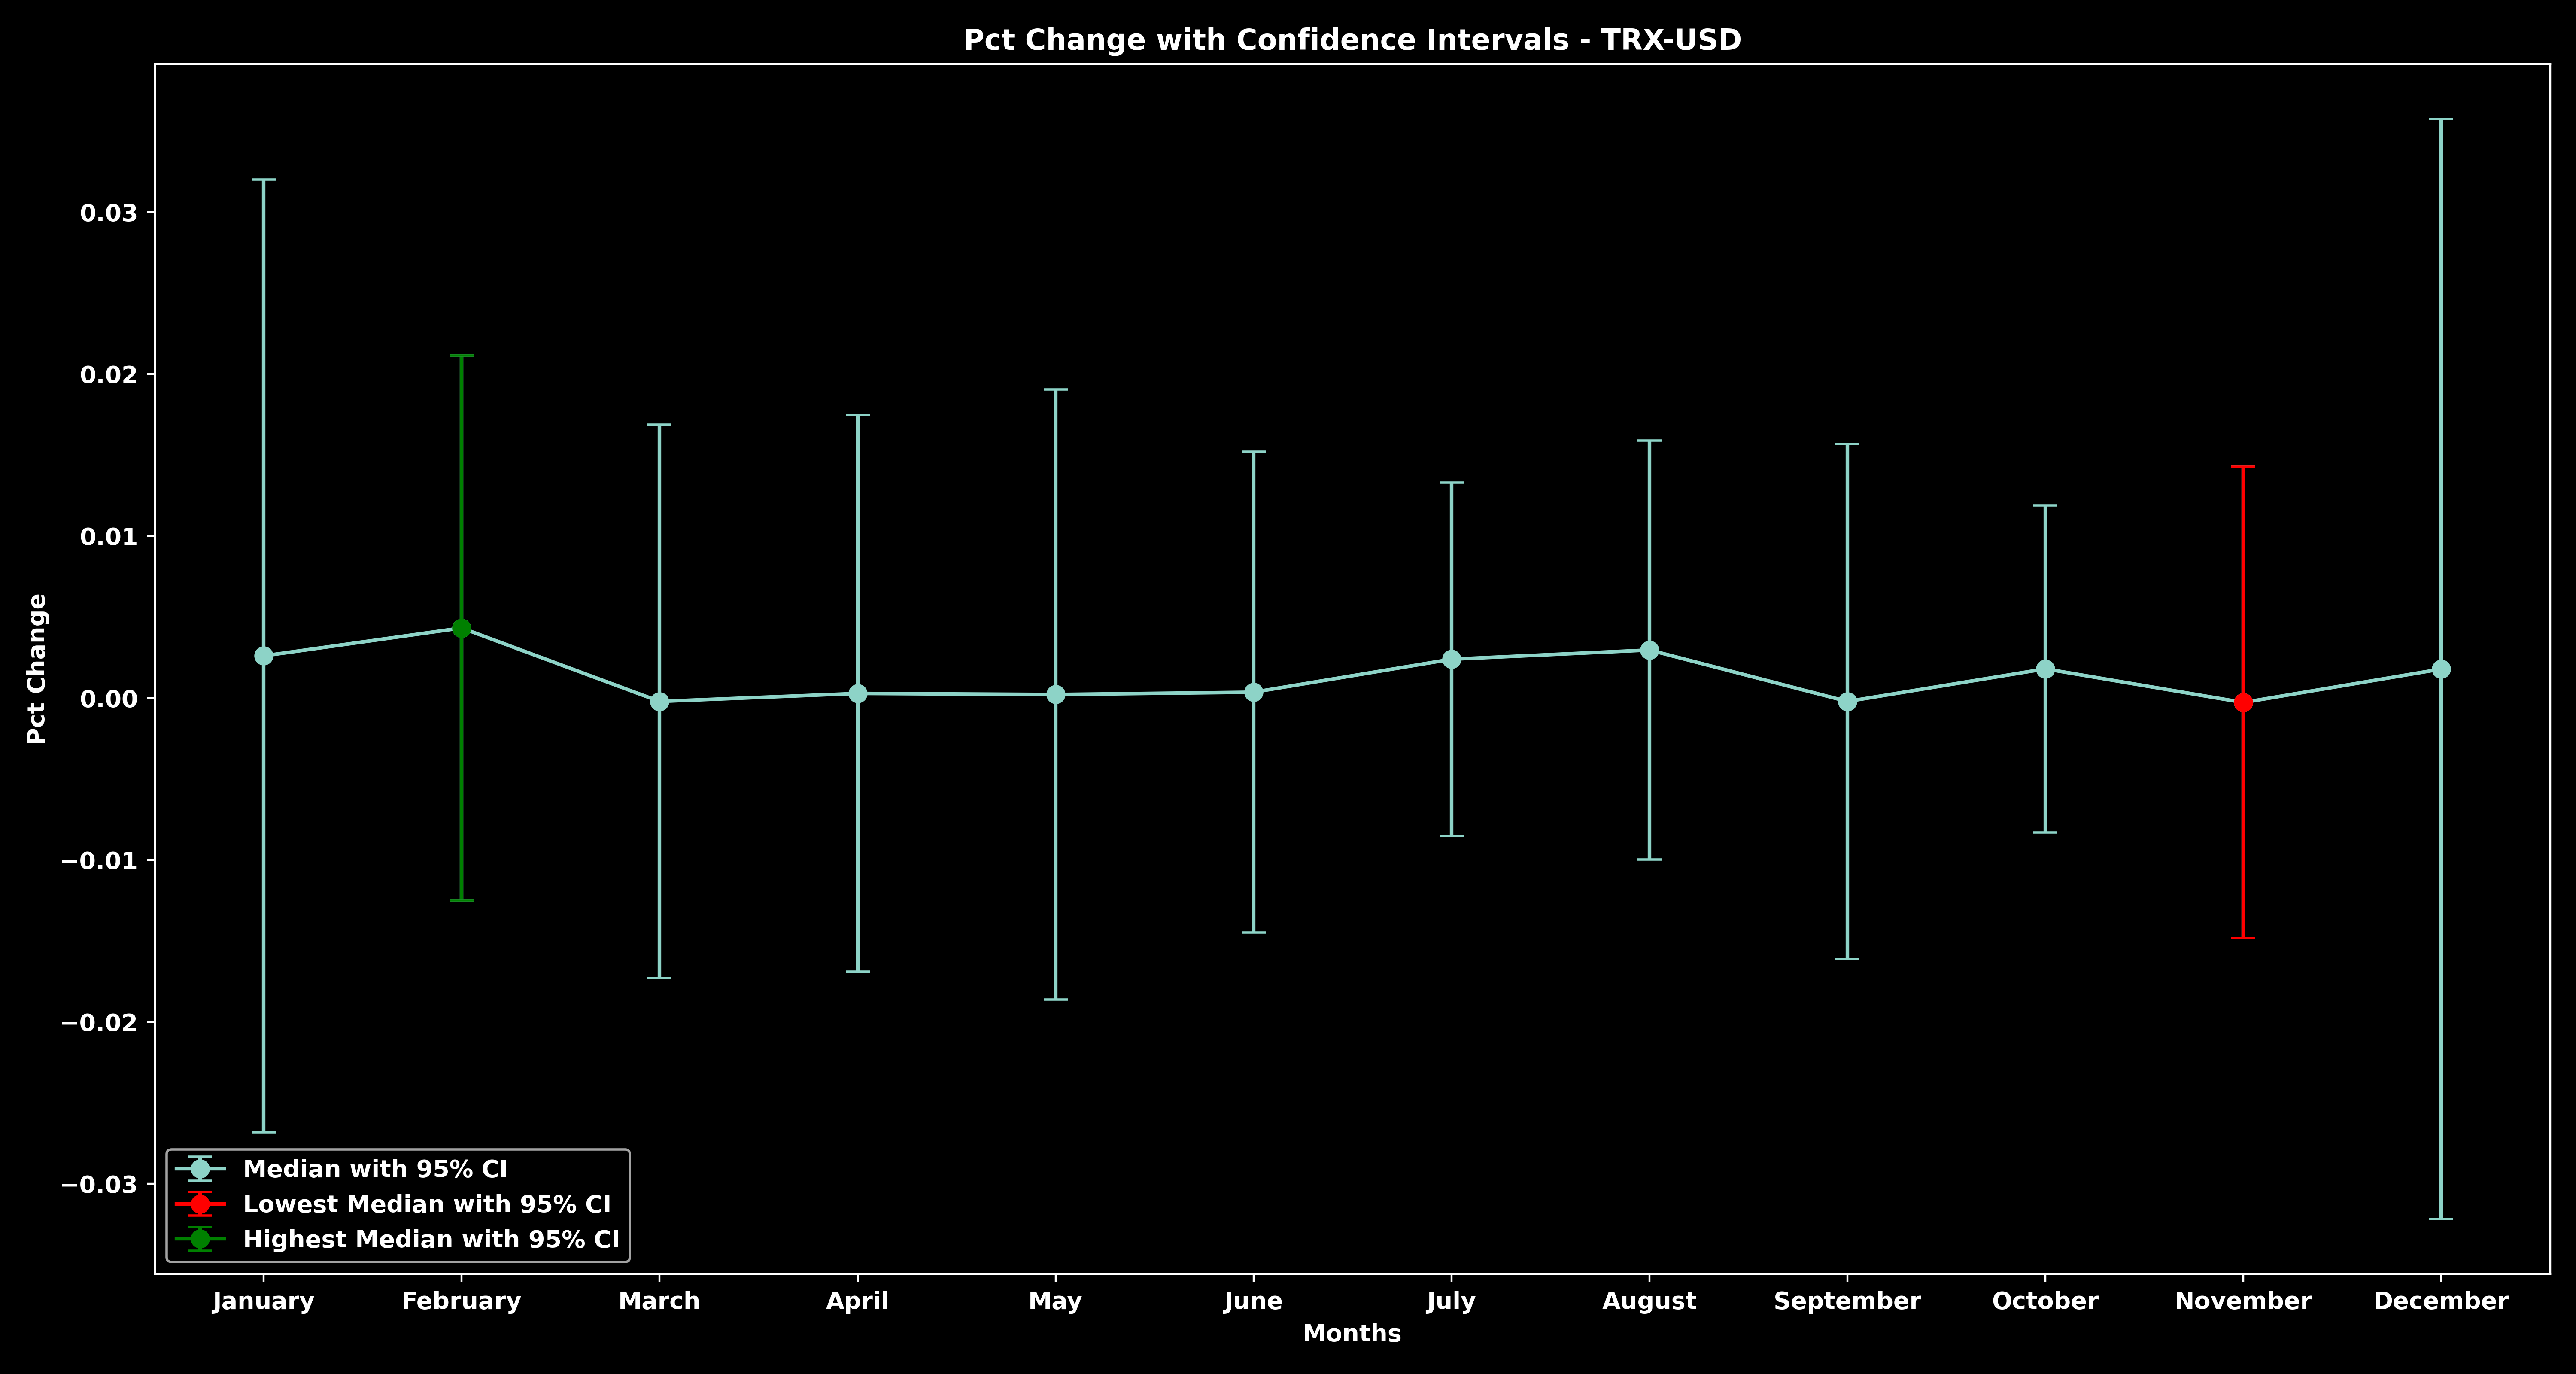 Pct Change with Confidence Intervals - TRX-USD
Pct Change
0.03
0.02
0.01
0.00
−0.01
−0.02
−0.03
Median with 95% CI
Lowest Median with 95% CI
Highest Median with 95% CI
January February March April May June July August September October November December
Months